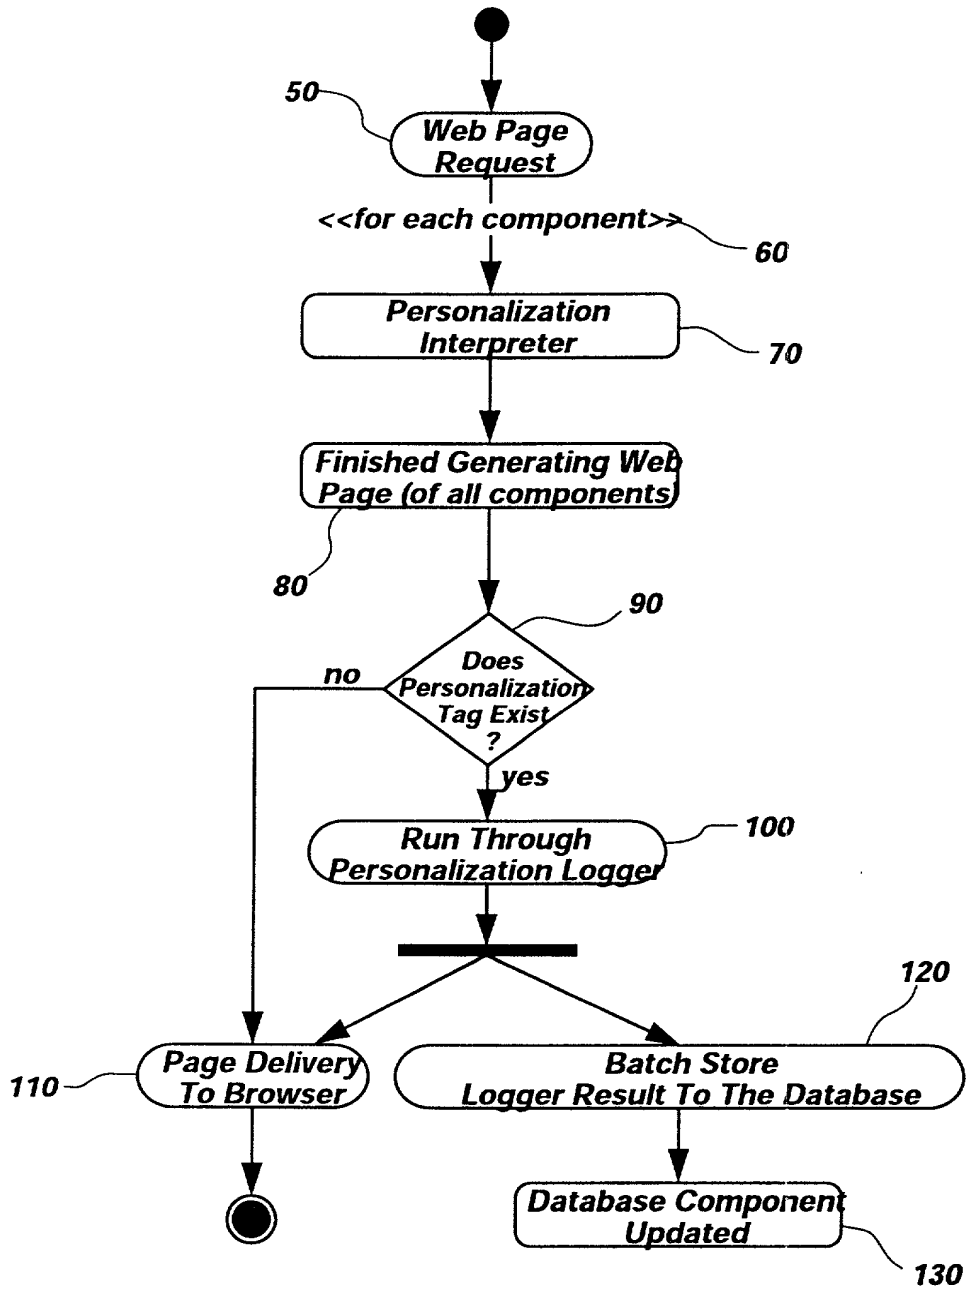 50
Web Page
Request
<<for each component>>
60
Personalization
Interpreter
70
Finished Generating Web
Page (of all components)
80
90
Does
Personalization
Tag Exist
?
no
yes
Run Through
Personalization Logger
100
120
Page Delivery
To Browser
110
Batch Store
Logger Result To The Database
Database Component
Updated
130